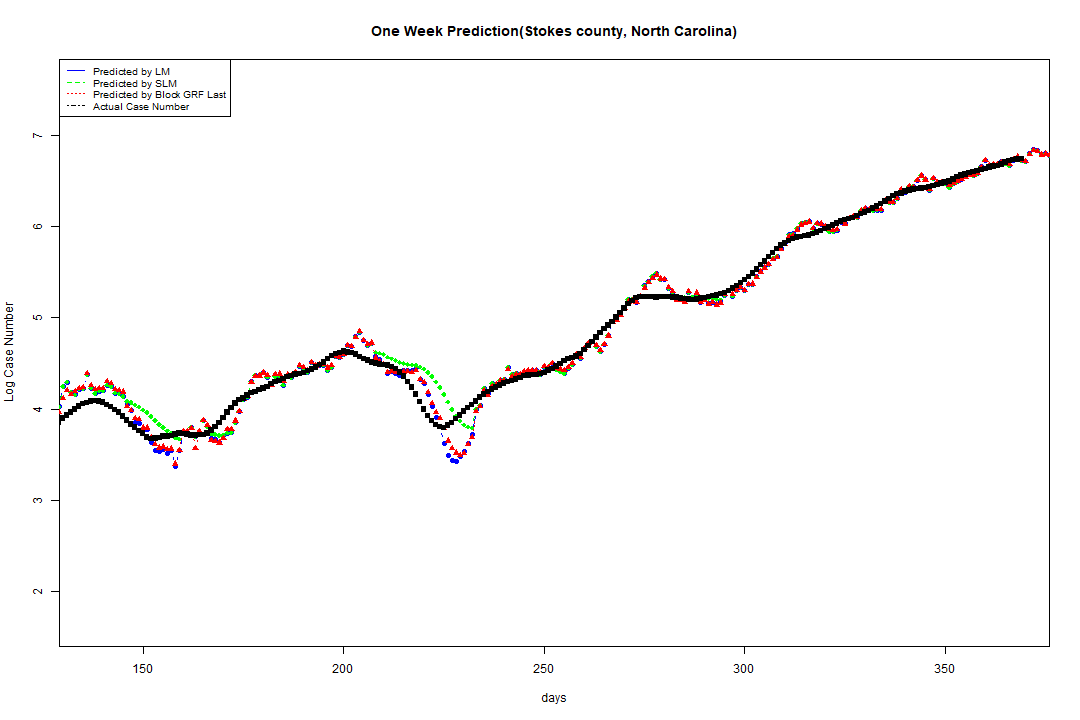 One Week Prediction(Stokes county, North Carolina)
Predicted by LM
Predicted by SLM
Predicted by Block GRF Last
Actual Case Number
7
6
5
4
3
2
Log Case Number
150 200 250 300 350
days